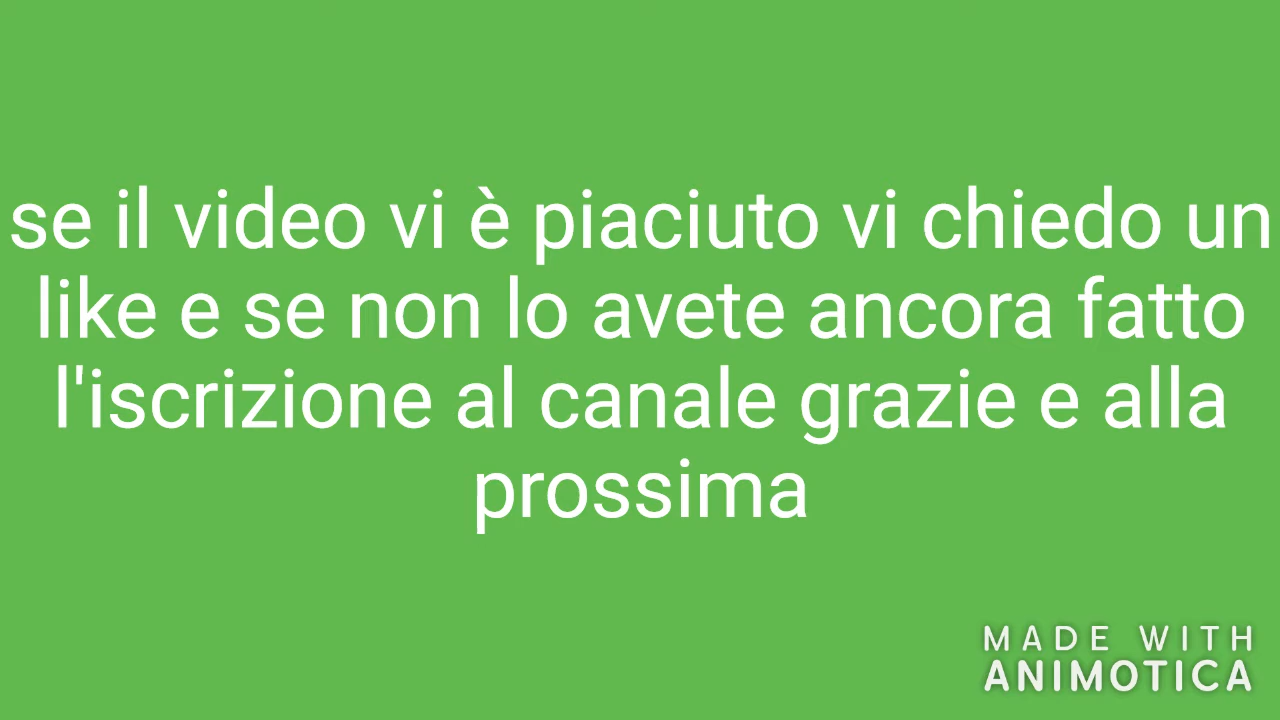 se il video vi è piaciuto vi chiedo un
like e se non lo avete ancora fatto
l'iscrizione al canale grazie e alla
prossima
MADE WITH
ANIMOTICA